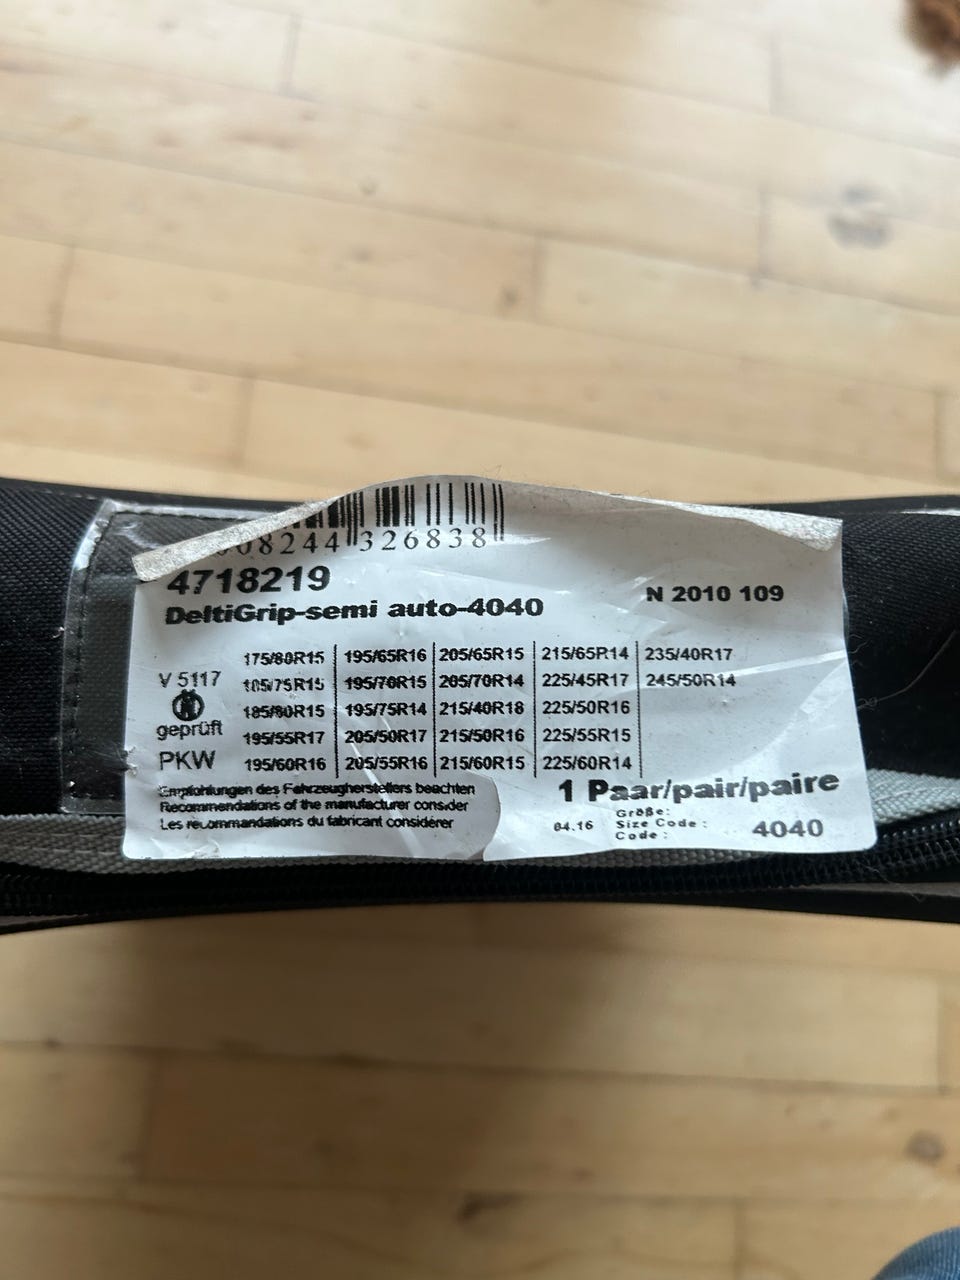 08244 326838
4718219
DeltiGrip-semi auto-4040
N 2010 109
V 5117
geprüft
PKW
175/80R15 195/65R16 205/65R15 215/65R14 235/40R17
185/75R15 195/70R15 205/70R14 225/45R17 245/50R14
185/80R15 195/75R14 215/40R18 225/50R16
195/55R17 205/50R17 215/50R16 225/55R15
195/60R16 205/55R16 215/60R15 225/60R14
Empfohlungen des Fahrzeugherstellers beachten
Recommendations of the manufacturer consider
Les recommandations du fabricant considérer
1 Paar/pair/paire
04.16
Größe:
Size Code :
Code :
4040